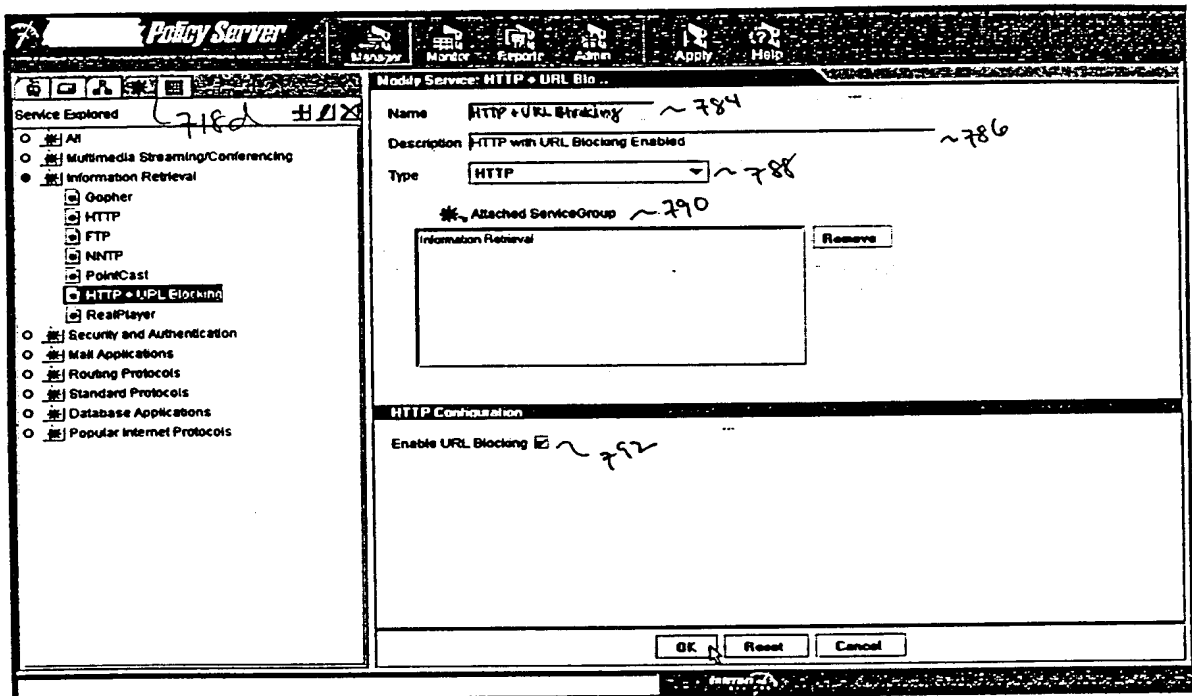 Policy Server
Manager Monitor Reports Admin Apply Help
718d
Service Explored
All
Multimedia Streaming/Conferencing
Information Retrieval
Gopher
HTTP
FTP
NNTP
PointCast
HTTP + URL Blocking
RealPlayer
Security and Authentication
Mail Applications
Routing Protocols
Standard Protocols
Database Applications
Popular Internet Protocols
Modify Service: HTTP + URL Blo ..
Name HTTP + URL Blocking ~784
Description HTTP with URL Blocking Enabled ~786
Type HTTP ~788
Attached ServiceGroup ~790
Information Retrieval
Remove
HTTP Configuration
Enable URL Blocking ~792
OK Reset Cancel